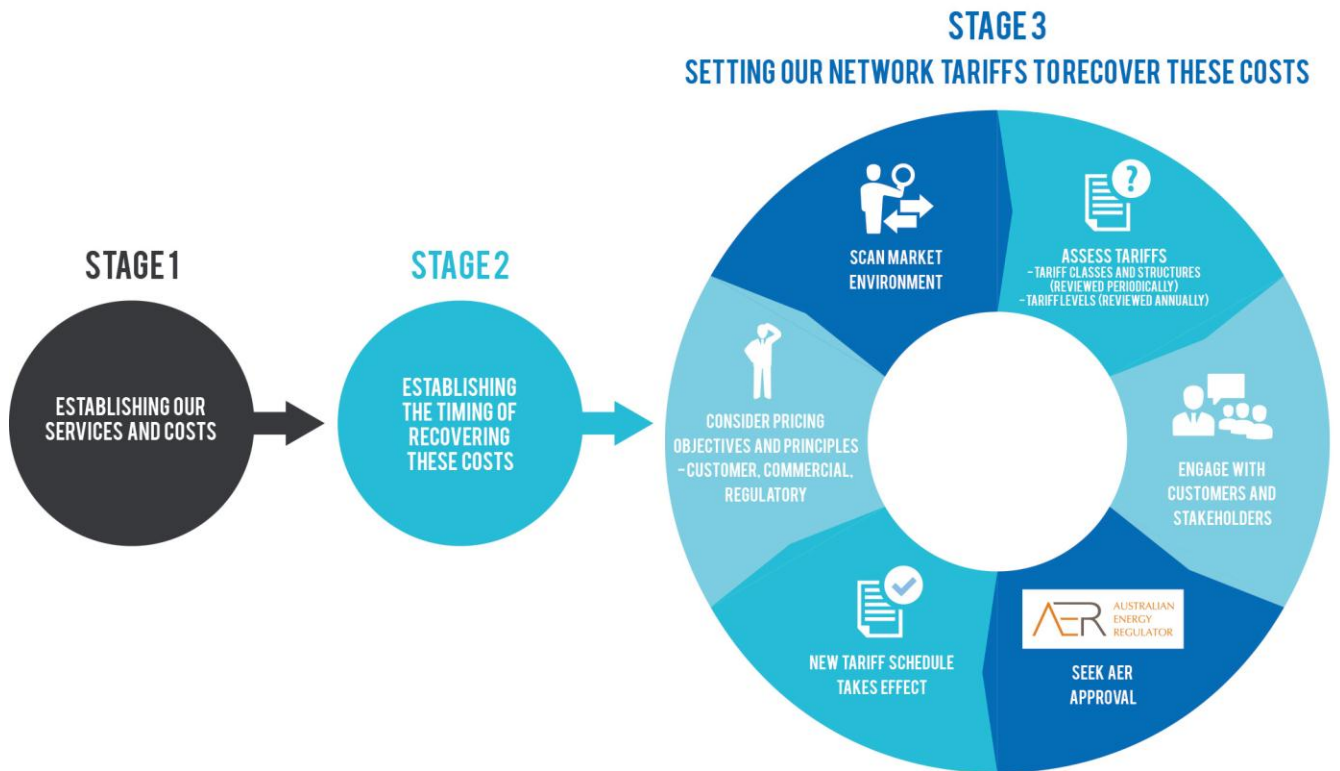 STAGE 3
SETTING OUR NETWORK TARIFFS TO RECOVER THESE COSTS
STAGE 1
ESTABLISHING OUR
SERVICES AND COSTS
STAGE 2
ESTABLISHING
THE TIMING OF
RECOVERING
THESE COSTS
SCAN MARKET
ENVIRONMENT
?
ASSESS TARIFFS
- TARIFF CLASSES AND STRUCTURES
(REVIEWED PERIODICALLY)
- TARIFF LEVELS (REVIEWED ANNUALLY)
ENGAGE WITH
CUSTOMERS AND
STAKEHOLDERS
AER
AUSTRALIAN
ENERGY
REGULATOR
SEEK AER
APPROVAL
NEW TARIFF SCHEDULE
TAKES EFFECT
CONSIDER PRICING
OBJECTIVES AND PRINCIPLES
- CUSTOMER, COMMERCIAL,
REGULATORY